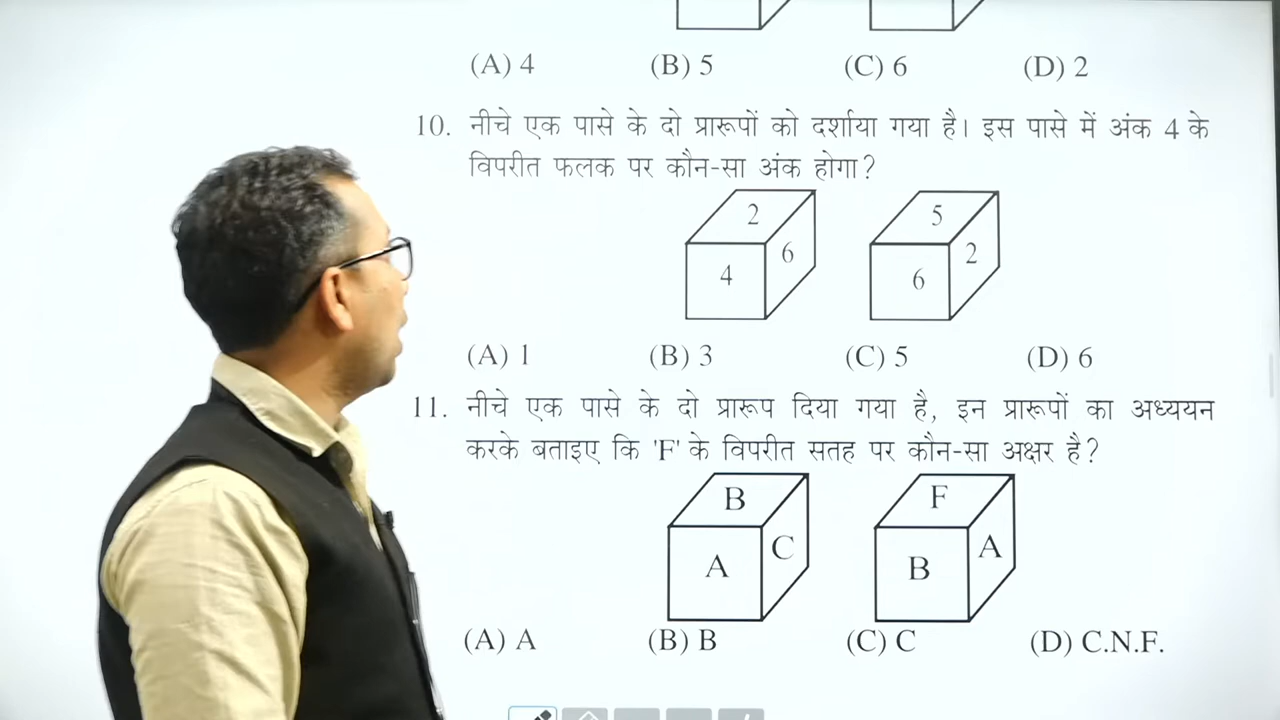 (A) 4 (B) 5 (C) 6 (D) 2
10. नीचे एक पासे के दो प्रारूपों को दर्शाया गया है। इस पासे में अंक 4 के
विपरीत फलक पर कौन-सा अंक होगा?
2 5
4 6 6 2
(A) 1 (B) 3 (C) 5 (D) 6
11. नीचे एक पासे के दो प्रारूप दिया गया है, इन प्रारूपों का अध्ययन
करके बताइए कि 'F' के विपरीत सतह पर कौन-सा अक्षर है?
B F
A C B A
(A) A (B) B (C) C (D) C.N.F.